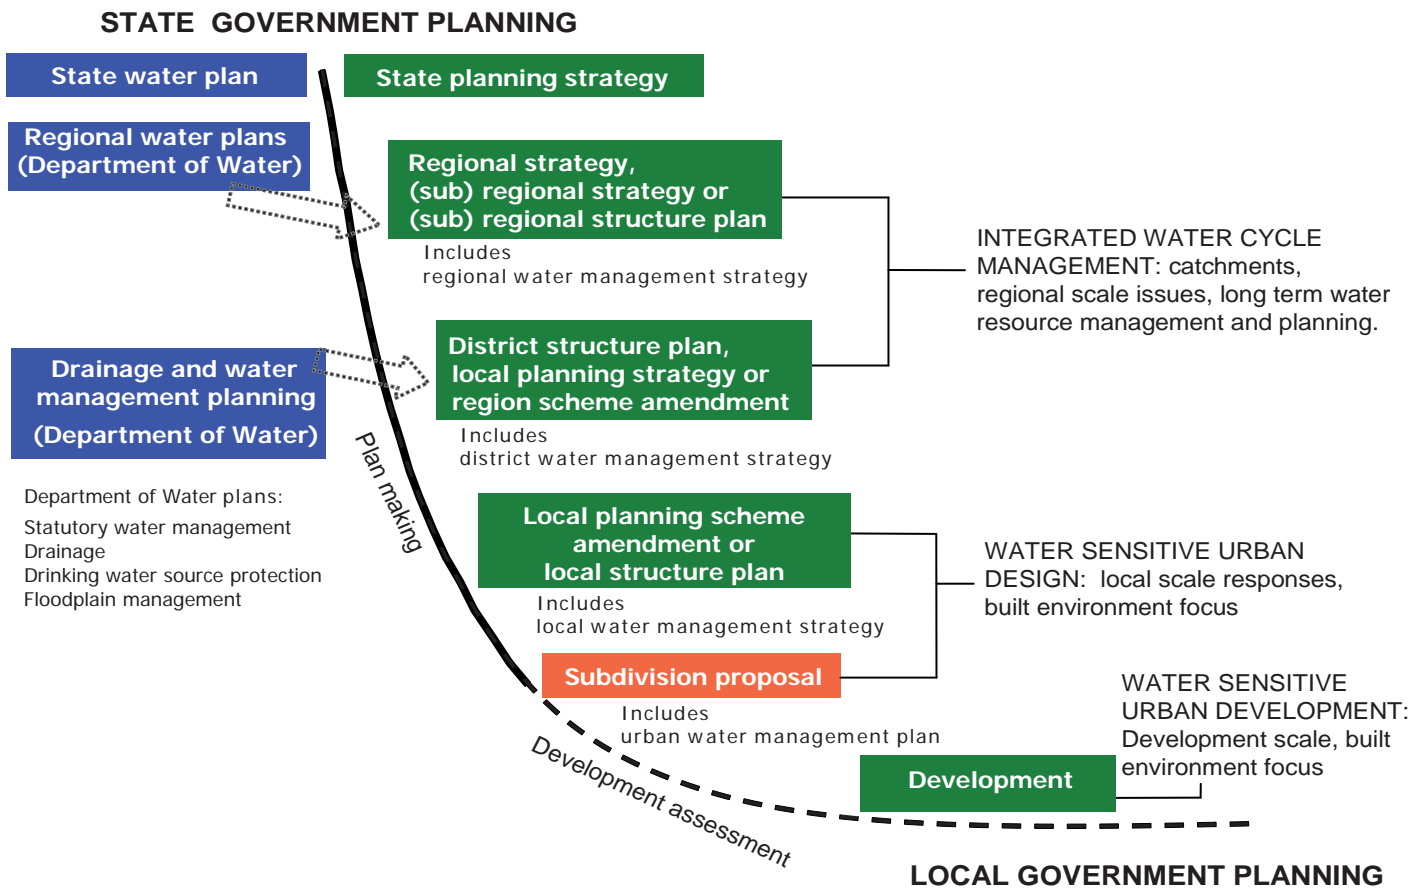 STATE GOVERNMENT PLANNING
State water plan
State planning strategy
Regional water plans
(Department of Water)
Regional strategy,
(sub) regional strategy or
(sub) regional structure plan
Includes
regional water management strategy
INTEGRATED WATER CYCLE
MANAGEMENT: catchments,
regional scale issues, long term water
resource management and planning.
Drainage and water
management planning
(Department of Water)
District structure plan,
local planning strategy or
region scheme amendment
Includes
district water management strategy
Plan making
Department of Water plans:
Statutory water management
Drainage
Drinking water source protection
Floodplain management
Local planning scheme
amendment or
local structure plan
Includes
local water management strategy
WATER SENSITIVE URBAN
DESIGN: local scale responses,
built environment focus
Subdivision proposal
Includes
urban water management plan
WATER SENSITIVE
URBAN DEVELOPMENT:
Development scale, built
environment focus
Development assessment
Development
LOCAL GOVERNMENT PLANNING